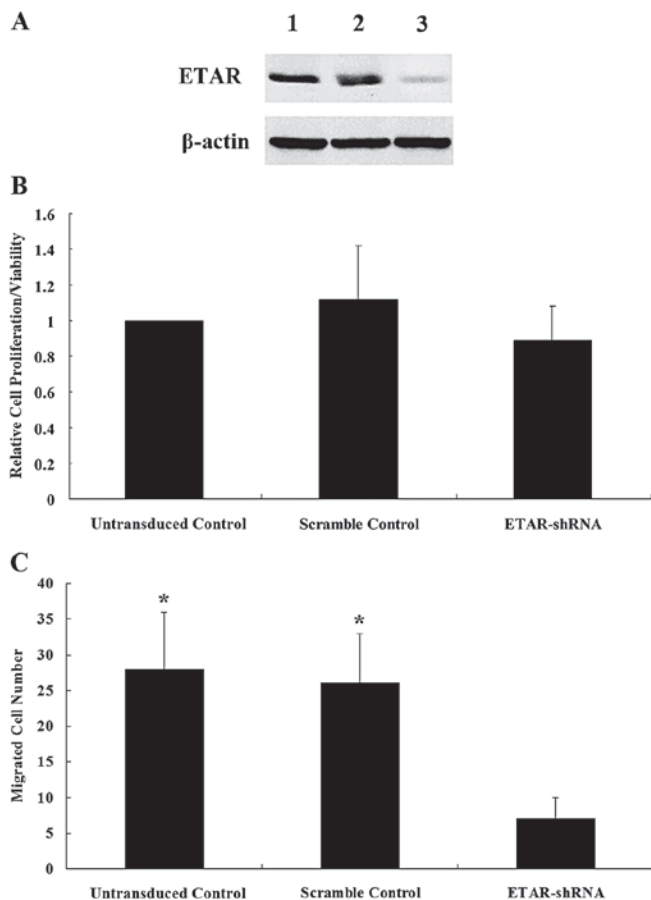 A
1 2 3
ETAR
β-actin
B
Relative Cell Proliferation/Viability
1.6
1.4
1.2
1
0.8
0.6
0.4
0.2
0
Untransduced Control Scramble Control ETAR-shRNA
C
Migrated Cell Number
40
35
30
25
20
15
10
5
0
* *
Untransduced Control Scramble Control ETAR-shRNA